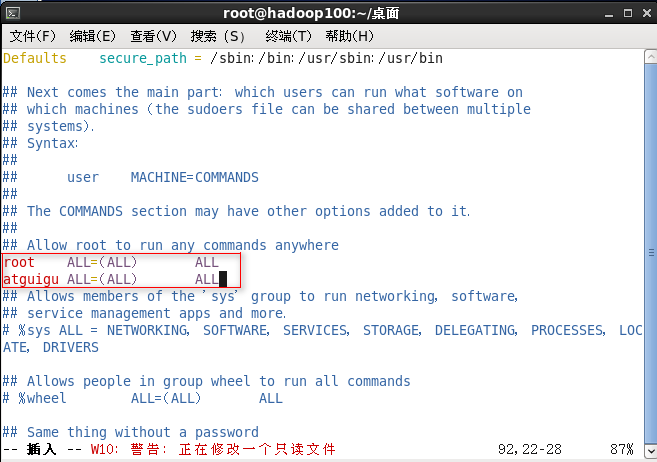 root@hadoop100:~/桌面
文件(F) 编辑(E) 查看(V) 搜索 (S) 终端(T) 帮助(H)
Defaults    secure_path = /sbin:/bin:/usr/sbin:/usr/bin
## Next comes the main part: which users can run what software on
## which machines (the sudoers file can be shared between multiple
## systems).
## Syntax:
##
##      user    MACHINE=COMMANDS
##
## The COMMANDS section may have other options added to it.
##
## Allow root to run any commands anywhere
root    ALL=(ALL)       ALL
atguigu ALL=(ALL)       ALL
## Allows members of the 'sys' group to run networking, software,
## service management apps and more.
# %sys ALL = NETWORKING, SOFTWARE, SERVICES, STORAGE, DELEGATING, PROCESSES, LOC
ATE, DRIVERS
## Allows people in group wheel to run all commands
# %wheel        ALL=(ALL)       ALL
## Same thing without a password
-- 插入 -- W10: 警告: 正在修改一个只读文件                    92,22-28      87%